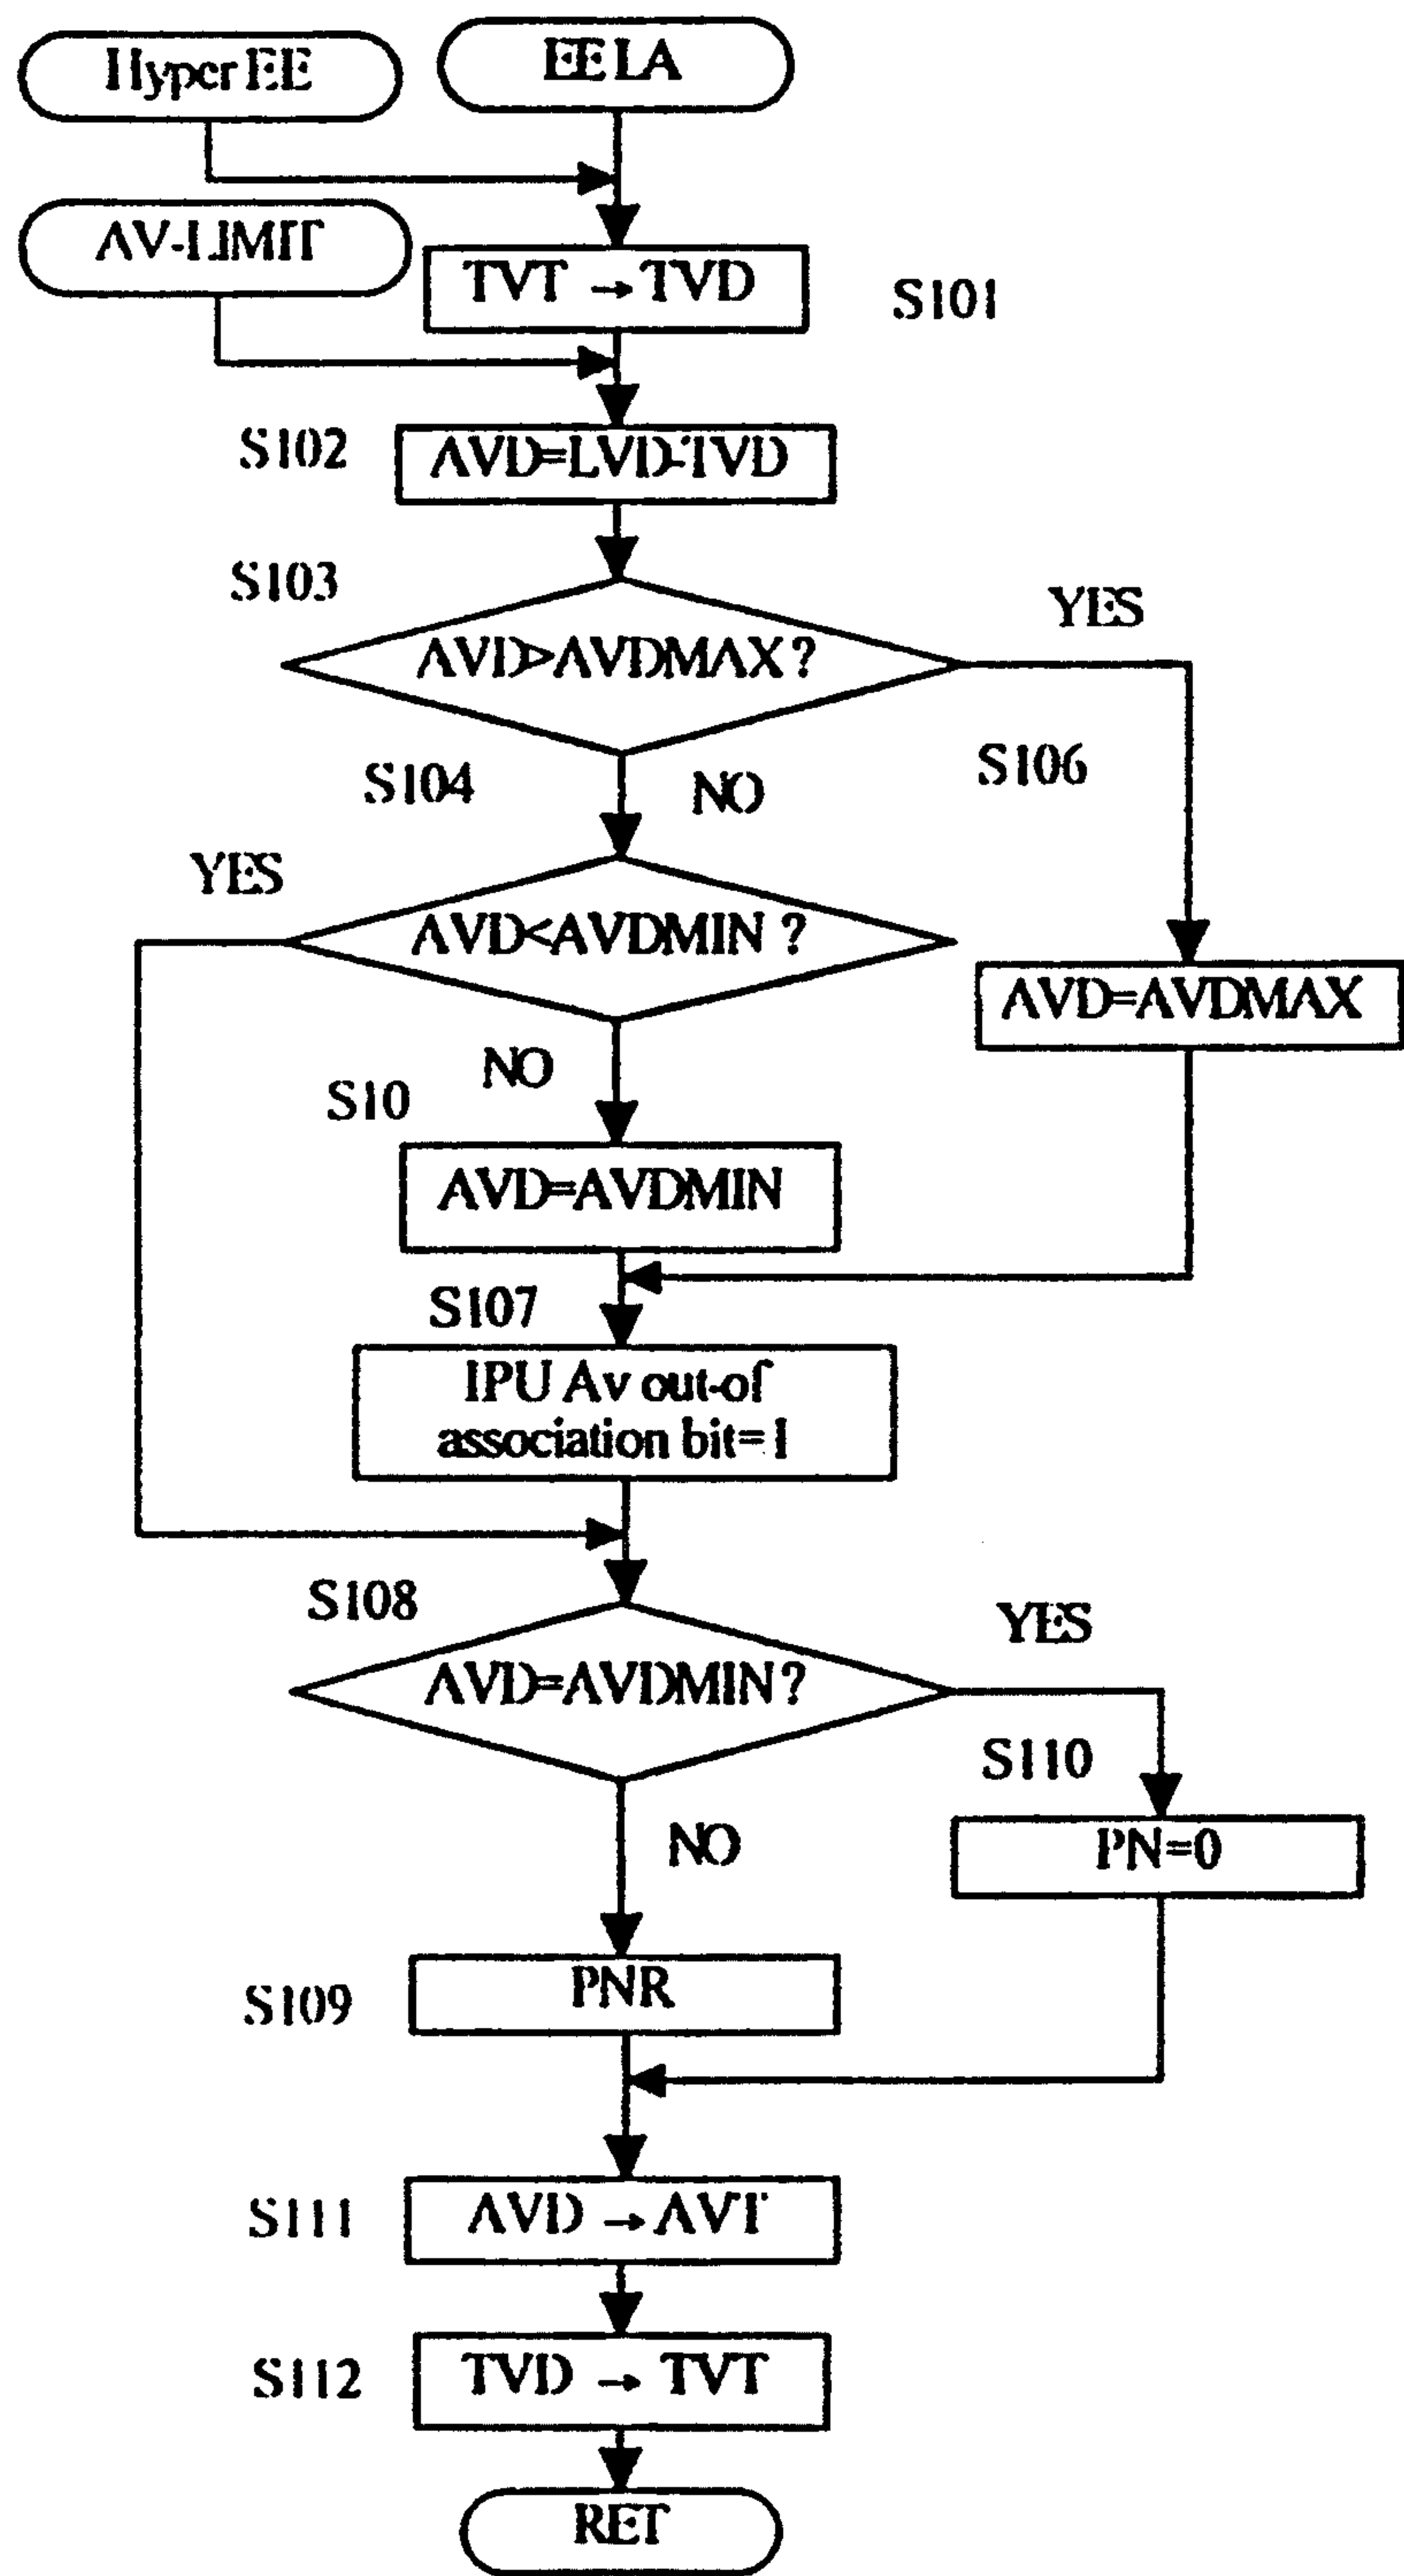 Hyper EE
EE LA
AV-LIMIT
TVT → TVD
S101
S102
AVD=LVD-TVD
S103
YES
AVD>AVDMAX?
S104
NO
S106
YES
AVD<AVDMIN ?
AVD=AVDMAX
NO
S10
AVD=AVDMIN
S107
IPU Av out-of
association bit=1
S108
YES
AVD=AVDMIN?
S110
NO
PN=0
S109
PNR
S111
AVD → AVT
S112
TVD → TVT
RET